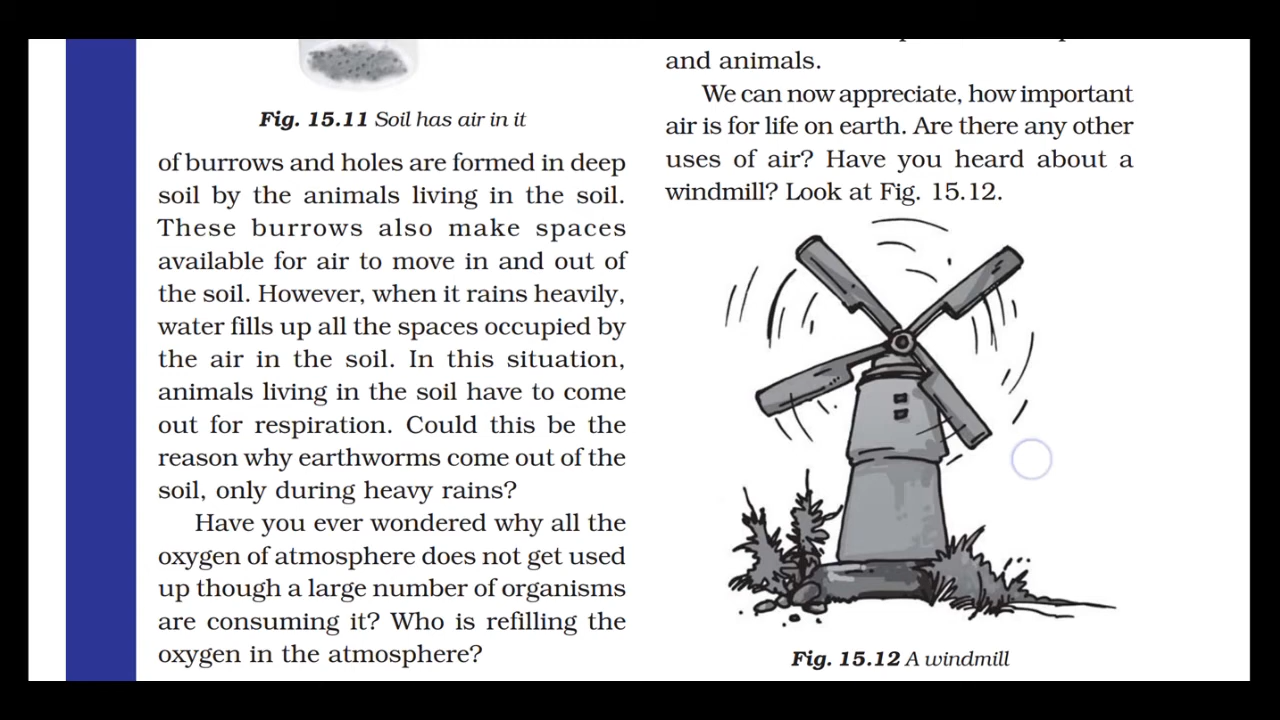 Fig. 15.11 Soil has air in it
of burrows and holes are formed in deep
soil by the animals living in the soil.
These burrows also make spaces
available for air to move in and out of
the soil. However, when it rains heavily,
water fills up all the spaces occupied by
the air in the soil. In this situation,
animals living in the soil have to come
out for respiration. Could this be the
reason why earthworms come out of the
soil, only during heavy rains?
Have you ever wondered why all the
oxygen of atmosphere does not get used
up though a large number of organisms
are consuming it? Who is refilling the
oxygen in the atmosphere?
and animals.
We can now appreciate, how important
air is for life on earth. Are there any other
uses of air? Have you heard about a
windmill? Look at Fig. 15.12.
Fig. 15.12 A windmill